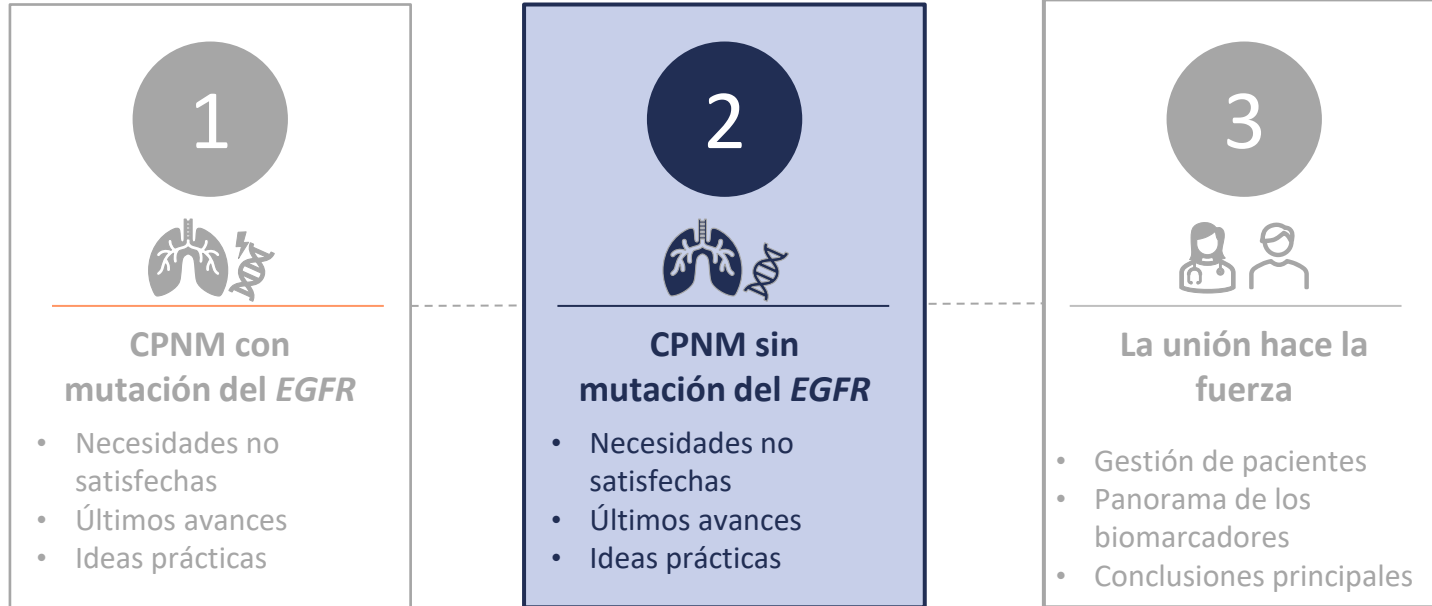 1
CPNM con
mutación del EGFR
• Necesidades no
satisfechas
• Últimos avances
• Ideas prácticas
2
CPNM sin
mutación del EGFR
• Necesidades no
satisfechas
• Últimos avances
• Ideas prácticas
3
La unión hace la
fuerza
• Gestión de pacientes
• Panorama de los
biomarcadores
• Conclusiones principales